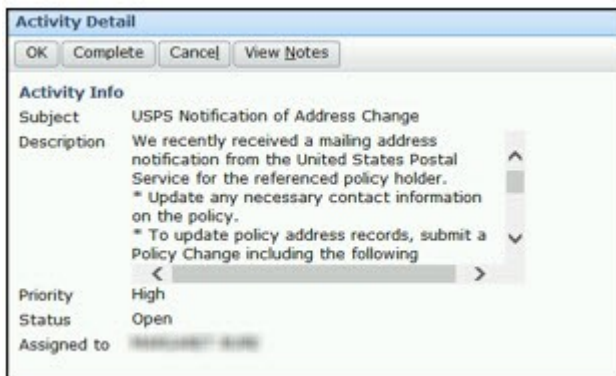 Activity Detail
OK Complete Cancel View Notes
Activity Info
Subject USPS Notification of Address Change
Description We recently received a mailing address
notification from the United States Postal
Service for the referenced policy holder.
* Update any necessary contact information
on the policy.
* To update policy address records, submit a
Policy Change including the following
Priority High
Status Open
Assigned to